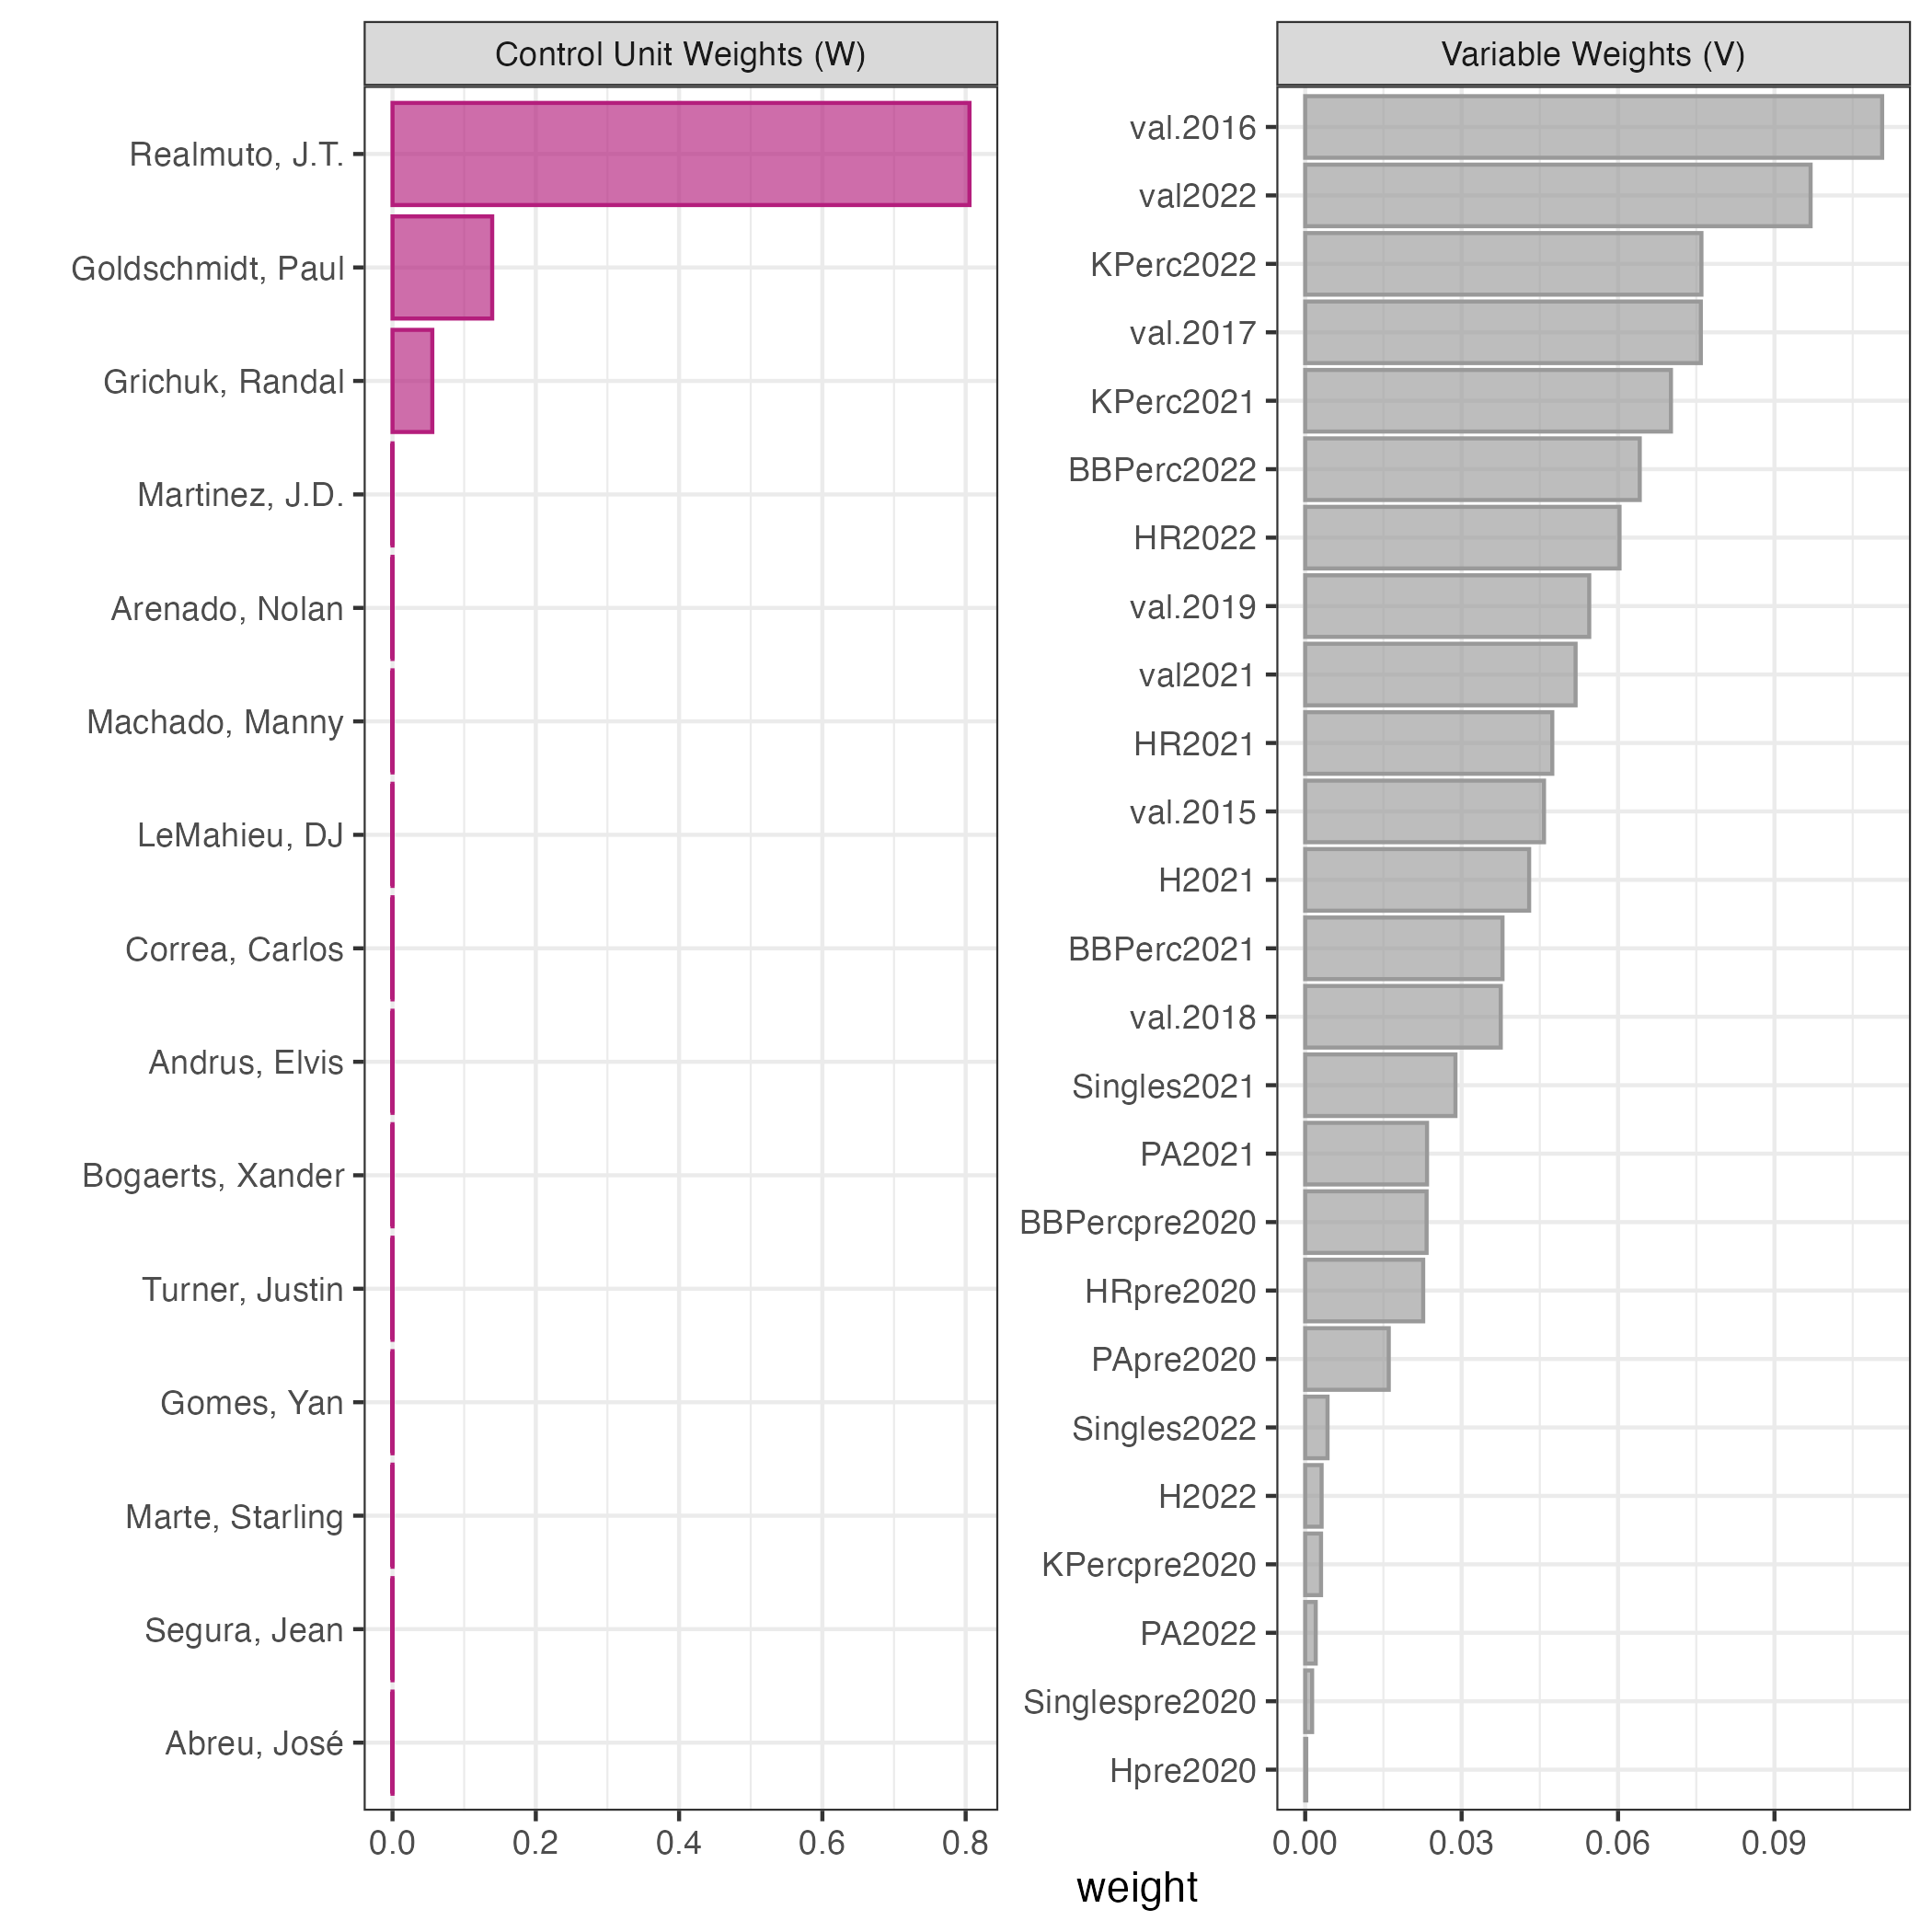 Control Unit Weights (W)
Realmuto, J.T.
Goldschmidt, Paul
Grichuk, Randal
Martinez, J.D.
Arenado, Nolan
Machado, Manny
LeMahieu, DJ
Correa, Carlos
Andrus, Elvis
Bogaerts, Xander
Turner, Justin
Gomes, Yan
Marte, Starling
Segura, Jean
Abreu, José
0.0 0.2 0.4 0.6 0.8
Variable Weights (V)
val.2016
val2022
KPerc2022
val.2017
KPerc2021
BBPerc2022
HR2022
val.2019
val2021
HR2021
val.2015
H2021
BBPerc2021
val.2018
Singles2021
PA2021
BBPercpre2020
HRpre2020
PApre2020
Singles2022
H2022
KPercpre2020
PA2022
Singlespre2020
Hpre2020
0.00 0.03 0.06 0.09
weight